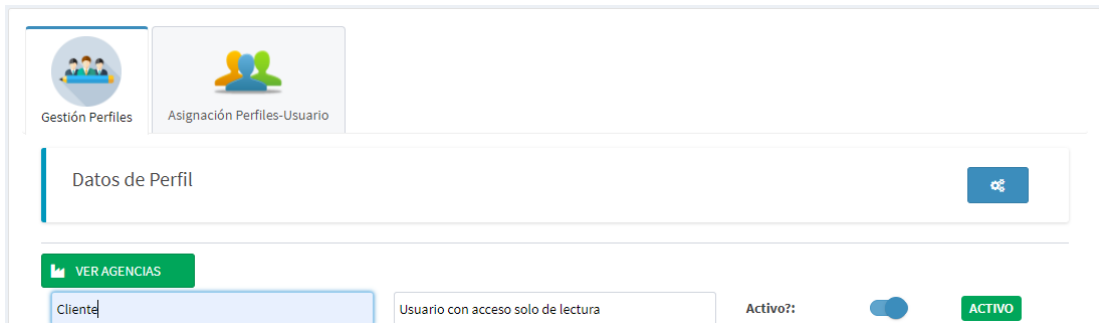 Gestión Perfiles
Asignación Perfiles-Usuario
Datos de Perfil
VER AGENCIAS
Cliente
Usuario con acceso solo de lectura
Activo?:
ACTIVO